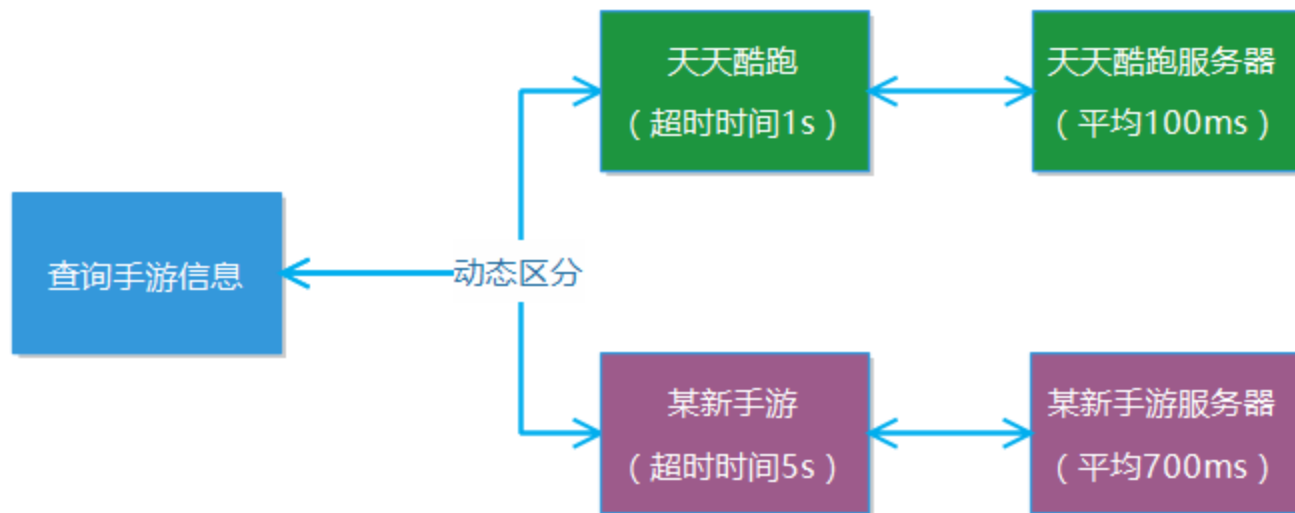 天天酷跑
（超时时间1s）
天天酷跑服务器
（平均100ms）
查询手游信息
动态区分
某新手游
（超时时间5s）
某新手游服务器
（平均700ms）